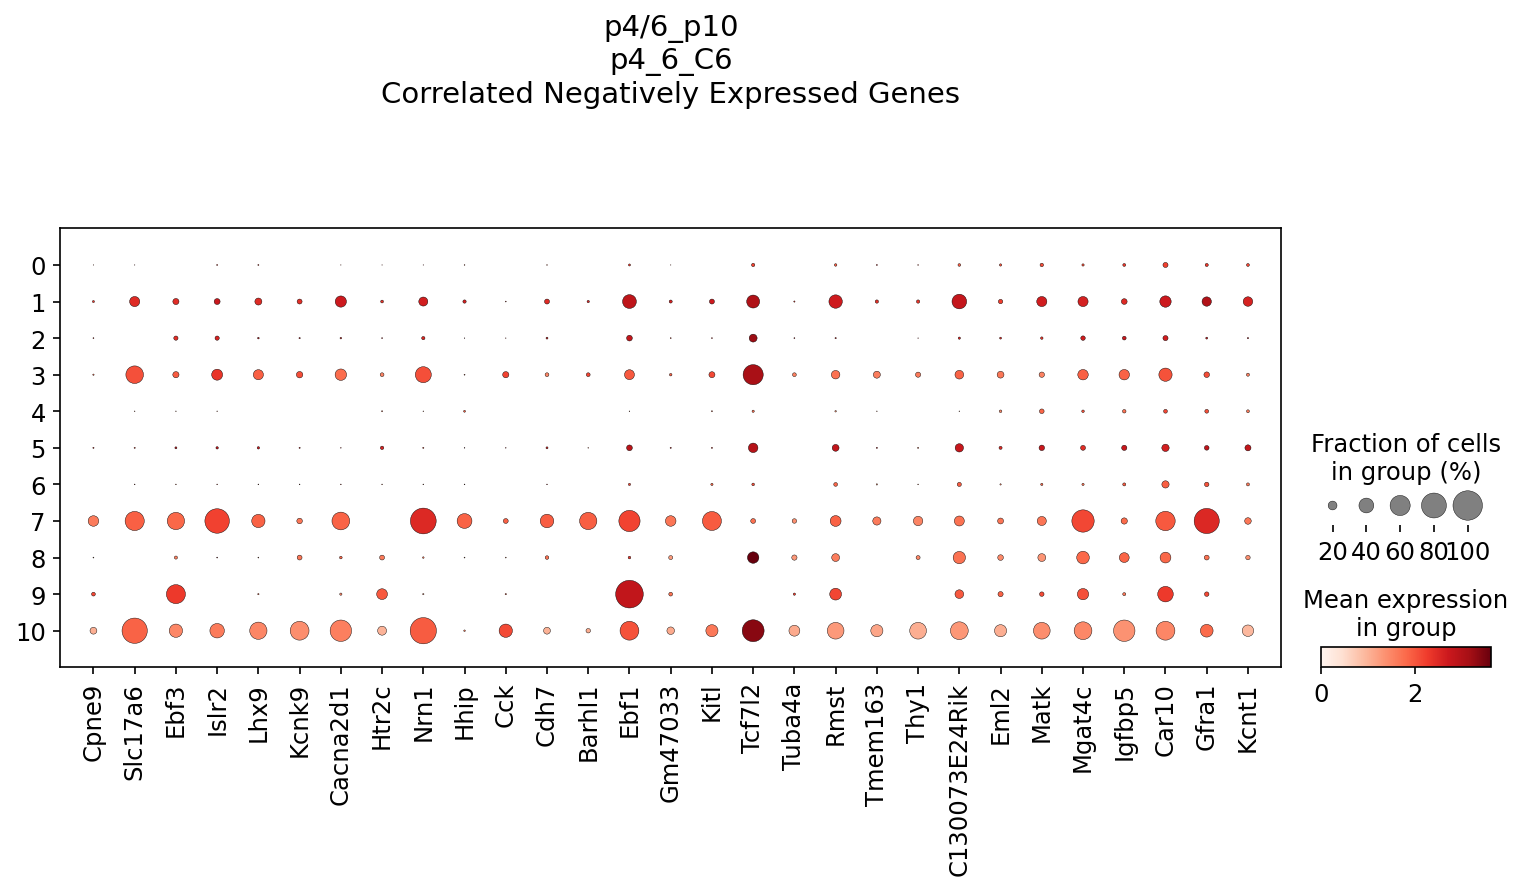 p4/6_p10
p4_6_C6
Correlated Negatively Expressed Genes
0
1
2
3
4
5
6
7
8
9
10
Cpne9
Slc17a6
Ebf3
Islr2
Lhx9
Kcnk9
Cacna2d1
Htr2c
Nrn1
Hhip
Cck
Cdh7
Barhl1
Ebf1
Gm47033
Kitl
Tcf7l2
Tuba4a
Rmst
Tmem163
Thy1
C130073E24Rik
Eml2
Matk
Mgat4c
Igfbp5
Car10
Gfra1
Kcnt1
Fraction of cells
in group (%)
20 40 60 80 100
Mean expression
in group
0 2